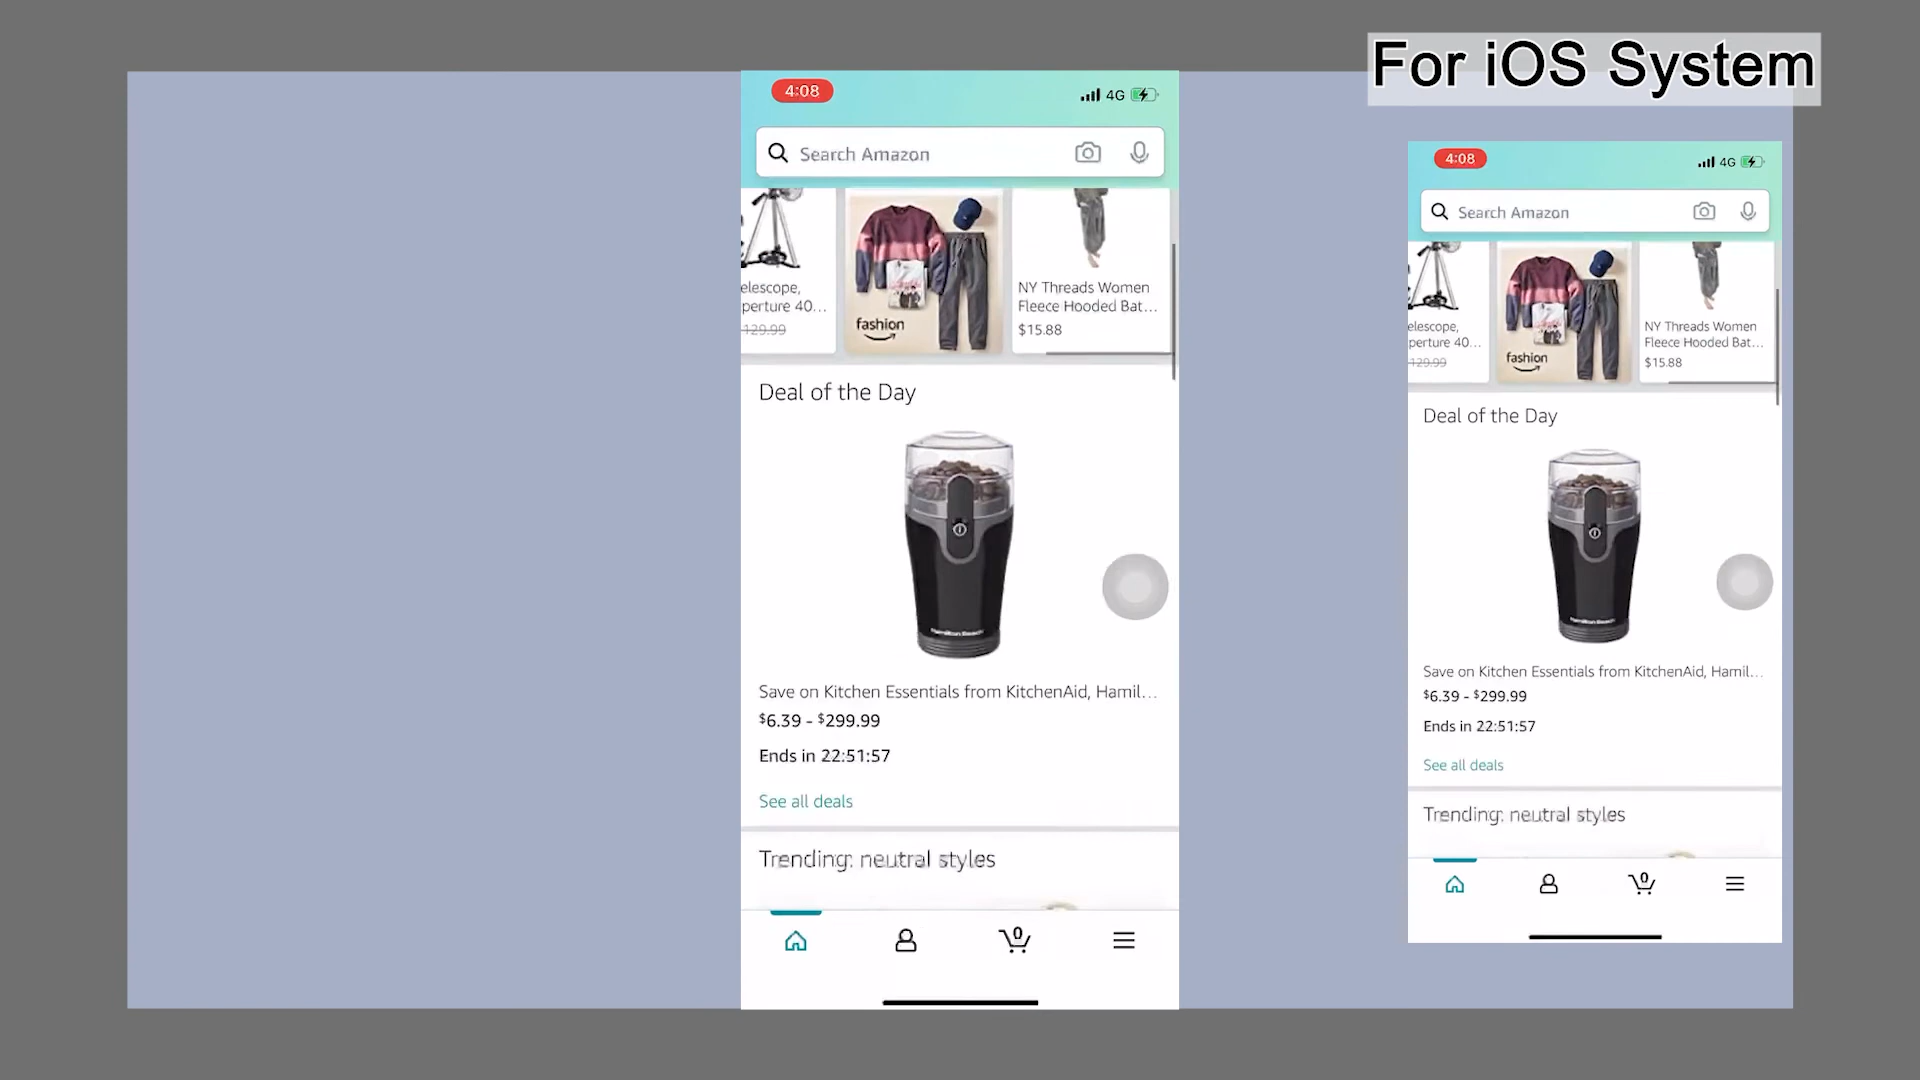 For iOS System
4:08
4G
Search Amazon
elescope,
perture 40...
129.99
fashion
NY Threads Women
Fleece Hooded Bat...
$15.88
Deal of the Day
Hamilton Beach
Save on Kitchen Essentials from KitchenAid, Hamil...
$6.39 - $299.99
Ends in 22:51:57
See all deals
Trending: neutral styles
0
4:08
4G
Search Amazon
elescope,
perture 40...
129.99
fashion
NY Threads Women
Fleece Hooded Bat...
$15.88
Deal of the Day
Save on Kitchen Essentials from KitchenAid, Hamil...
$6.39 - $299.99
Ends in 22:51:57
See all deals
Trending: neutral styles
0